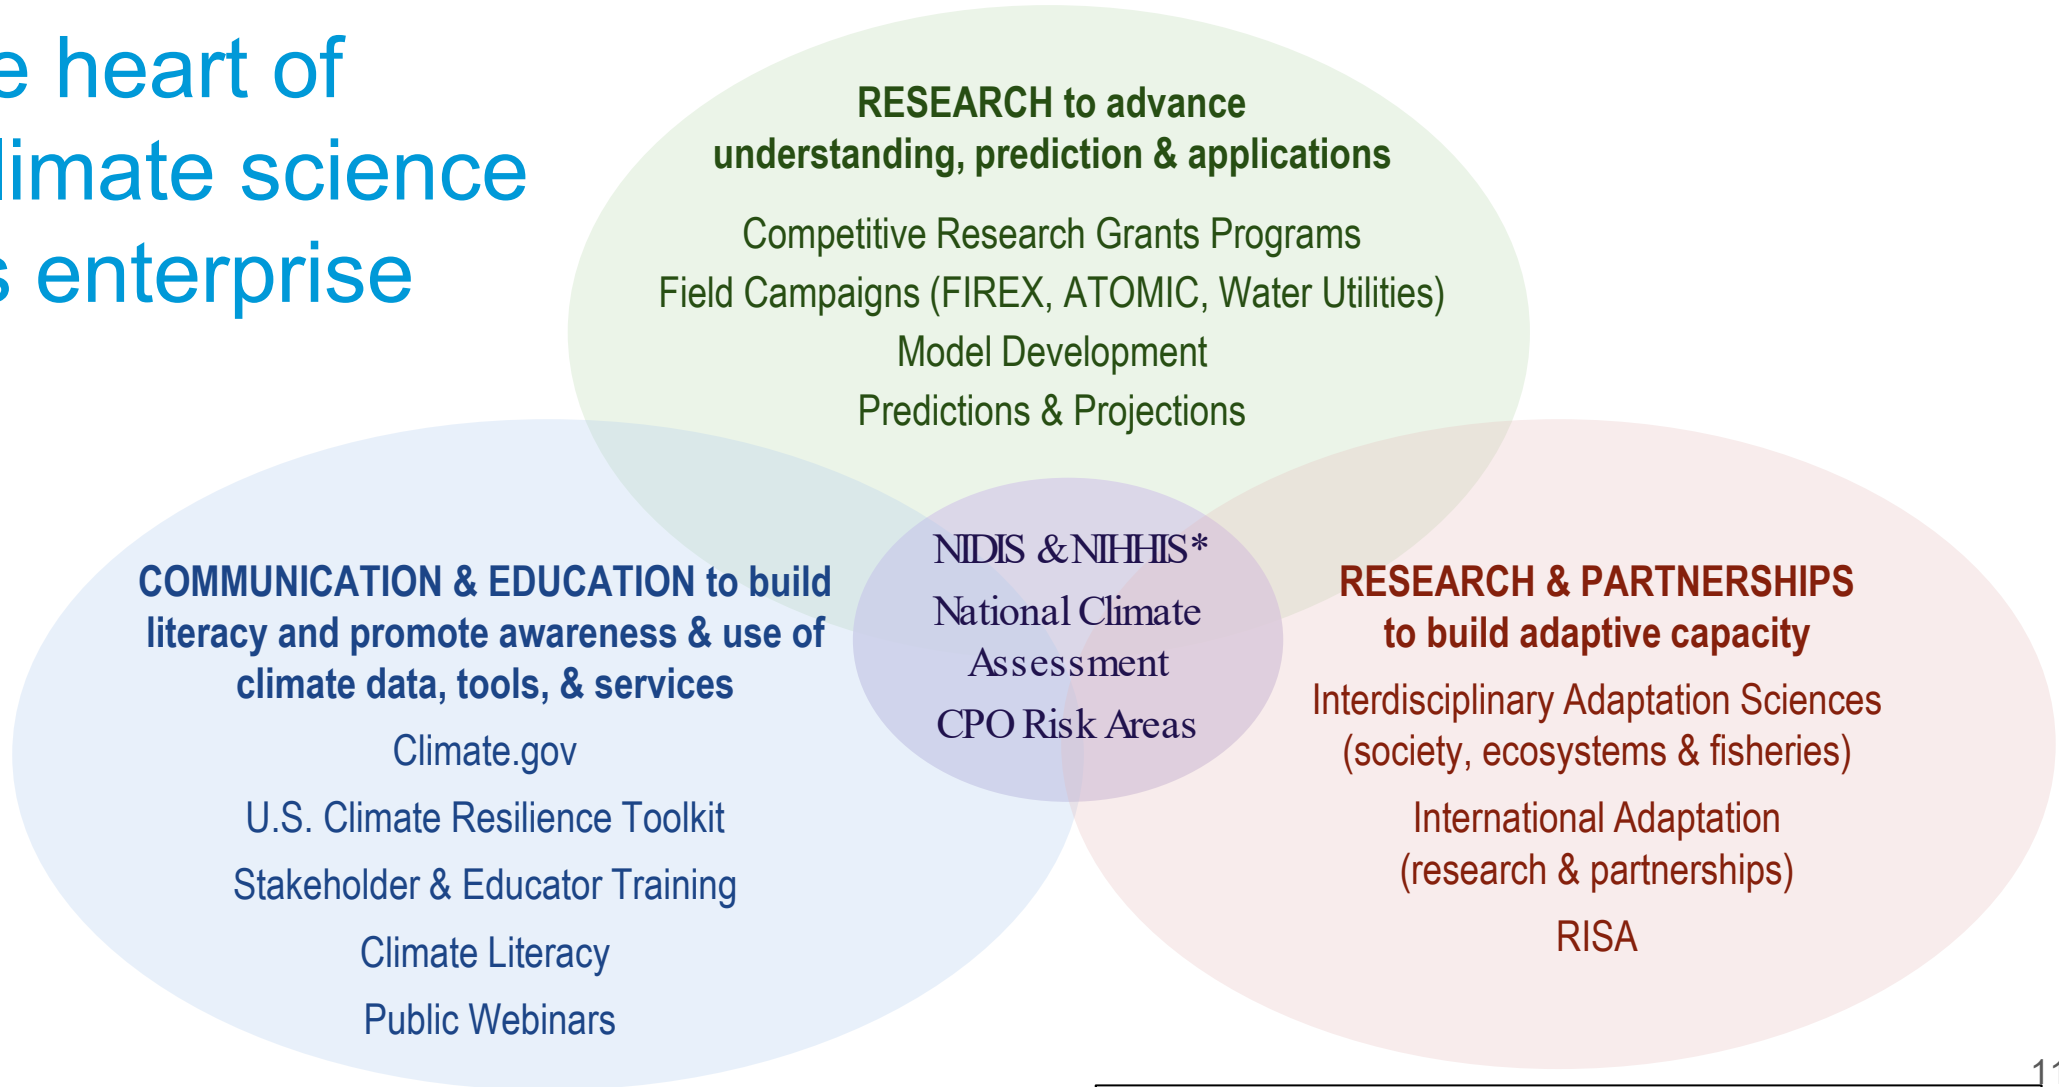 e heart of
limate science
s enterprise
RESEARCH to advance
understanding, prediction & applications
Competitive Research Grants Programs
Field Campaigns (FIREX, ATOMIC, Water Utilities)
Model Development
Predictions & Projections
COMMUNICATION & EDUCATION to build
literacy and promote awareness & use of
climate data, tools, & services
Climate.gov
U.S. Climate Resilience Toolkit
Stakeholder & Educator Training
Climate Literacy
Public Webinars
NIDIS & NIHHIS*
National Climate
Assessment
CPO Risk Areas
RESEARCH & PARTNERSHIPS
to build adaptive capacity
Interdisciplinary Adaptation Sciences
(society, ecosystems & fisheries)
International Adaptation
(research & partnerships)
RISA
11